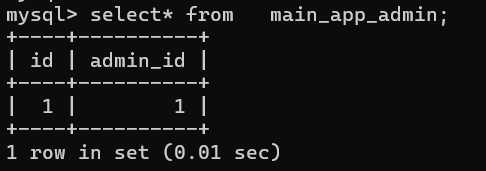 mysql> select* from   main_app_admin;
+----+----------+
| id | admin_id |
+----+----------+
|  1 |        1 |
+----+----------+
1 row in set (0.01 sec)